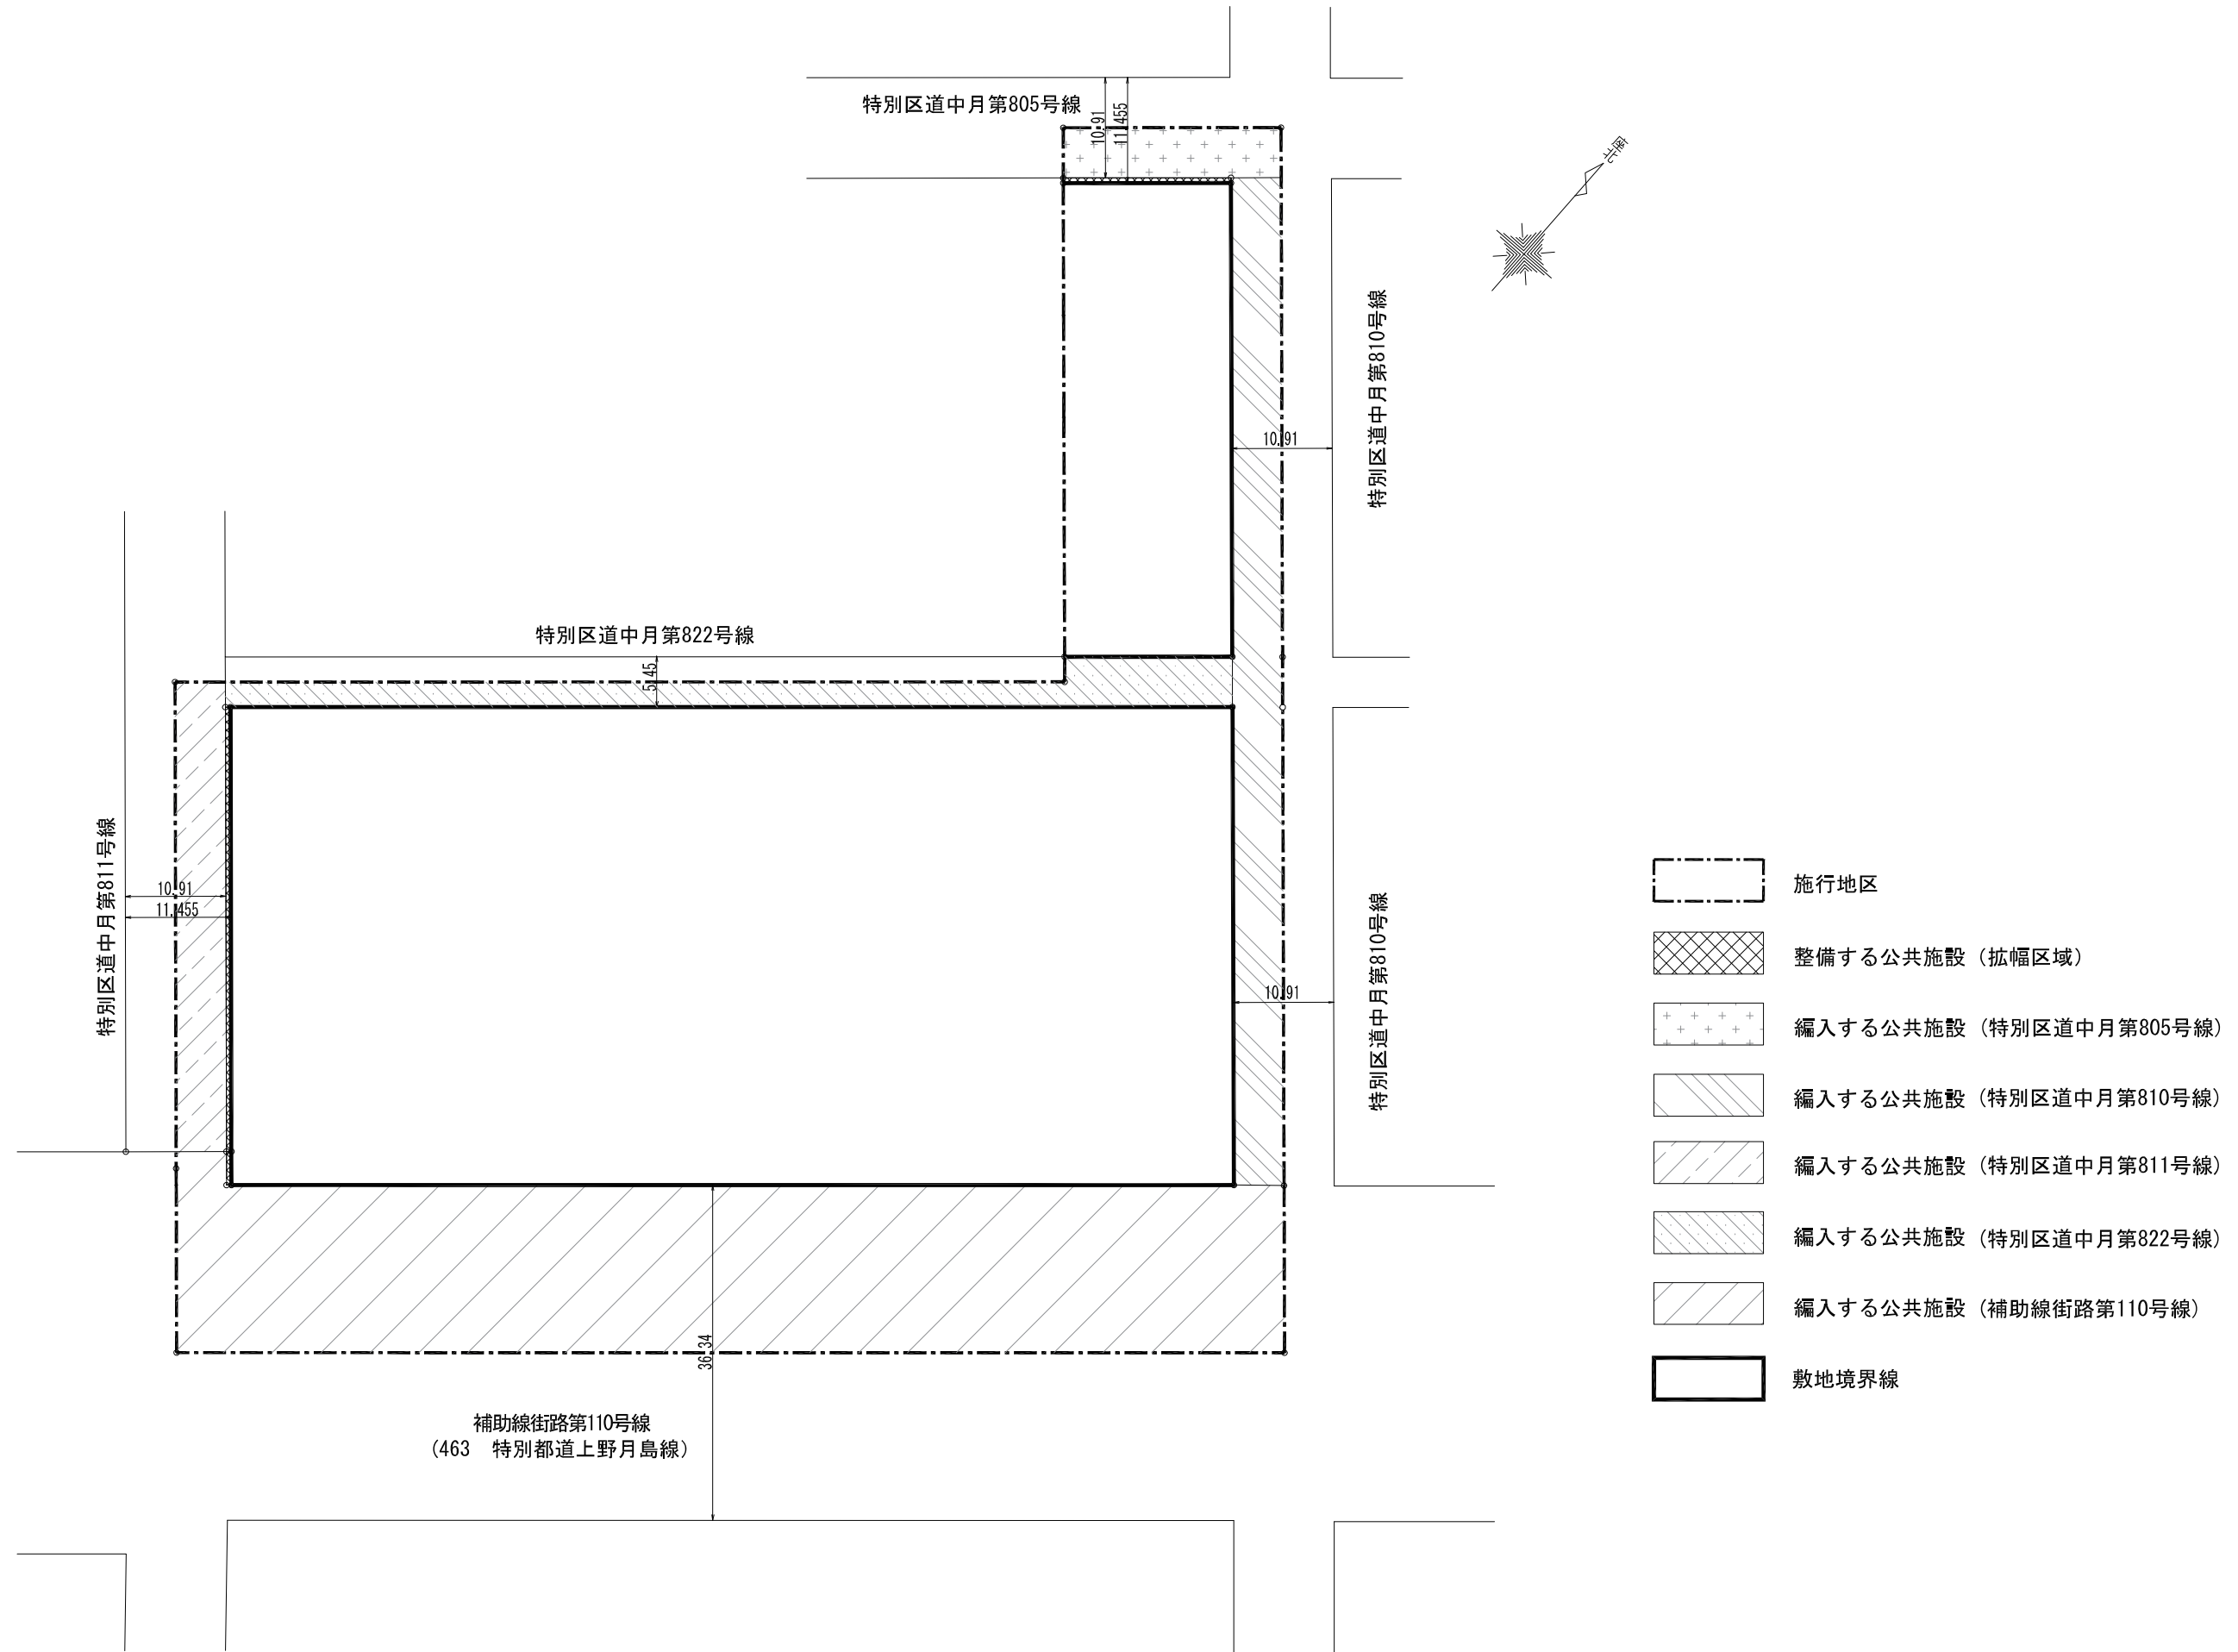 特別区道中月第805号線
10.91
11.455
座北
特別区道中月第810号線
10.91
特別区道中月第822号線
5.45
特別区道中月第811号線
10.91
11.455
特別区道中月第810号線
10.91
36.34
補助線街路第110号線
（463　特別都道上野月島線）
施行地区
整備する公共施設（拡幅区域）
編入する公共施設（特別区道中月第805号線）
編入する公共施設（特別区道中月第810号線）
編入する公共施設（特別区道中月第811号線）
編入する公共施設（特別区道中月第822号線）
編入する公共施設（補助線街路第110号線）
敷地境界線